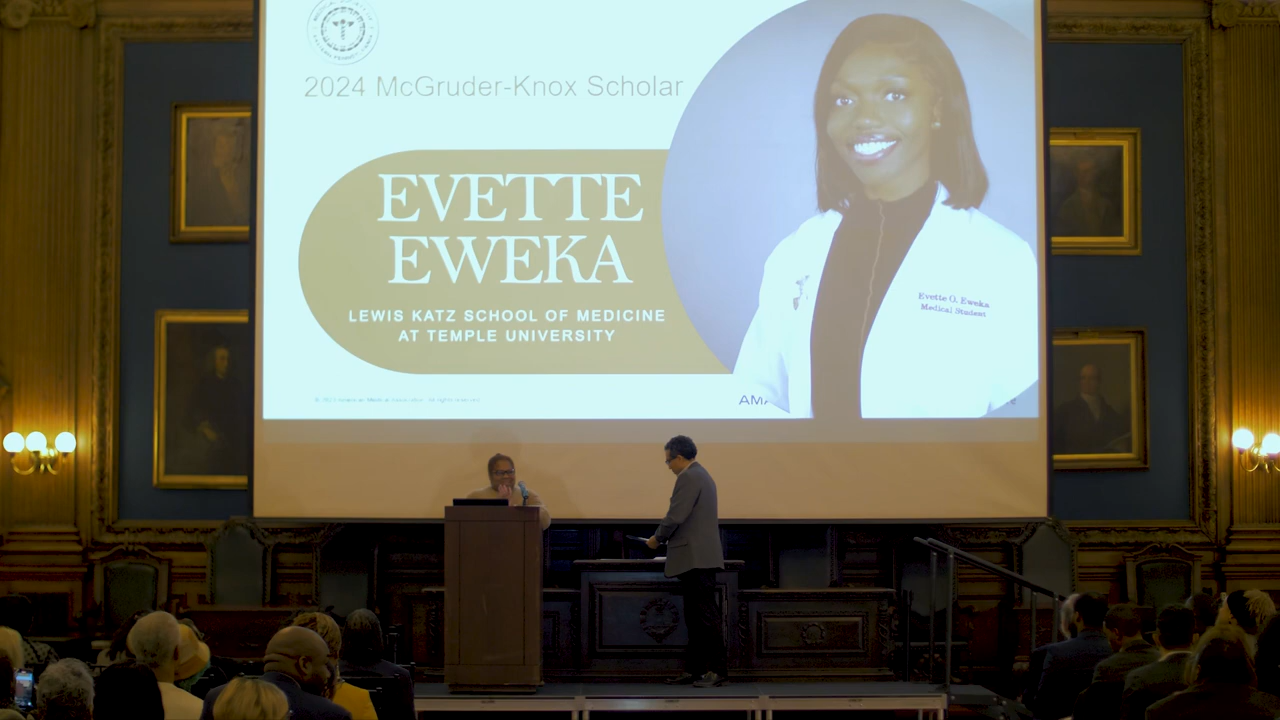 2024 McGruder-Knox Scholar
EVETTE
EWEKA
LEWIS KATZ SCHOOL OF MEDICINE
AT TEMPLE UNIVERSITY
Evette O. Eweka
Medical Student